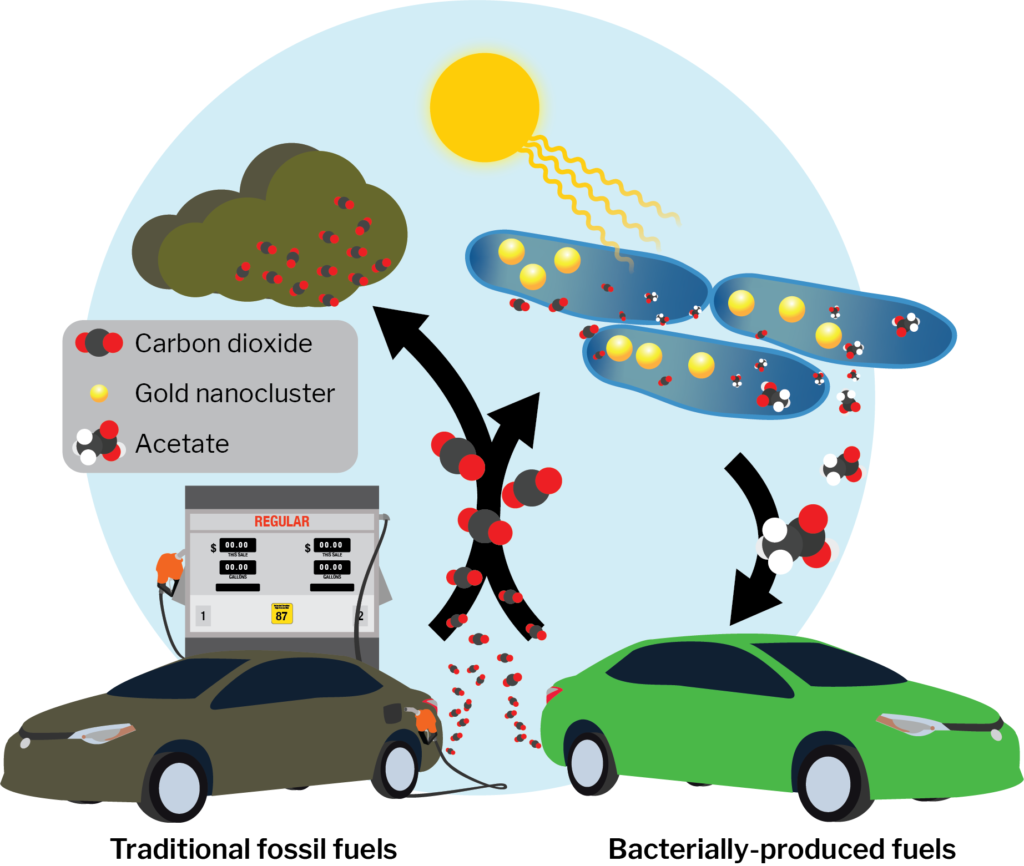 Carbon dioxide
Gold nanocluster
Acetate
REGULAR
$ 00.00 $ 00.00
THIS SALE THIS SALE
00.00 00.00
GALLONS GALLONS
1 87 2
Traditional fossil fuels
Bacterially-produced fuels